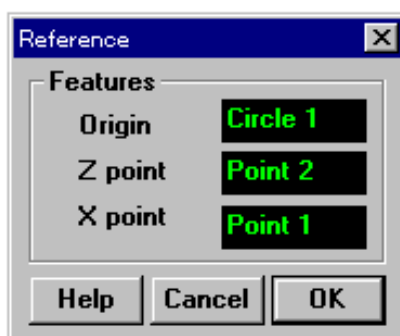 Reference
Features
Origin Circle 1
Z point Point 2
X point Point 1
Help Cancel OK